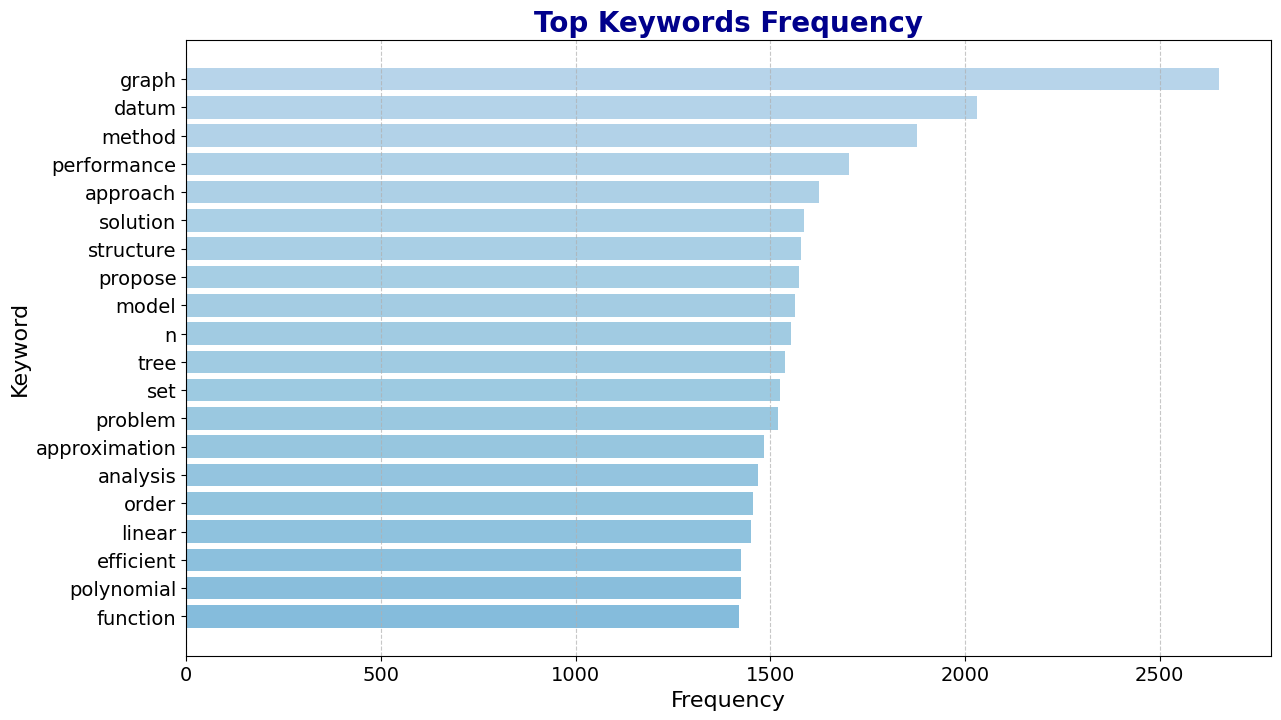 Top Keywords Frequency
Keyword
graph
datum
method
performance
approach
solution
structure
propose
model
n
tree
set
problem
approximation
analysis
order
linear
efficient
polynomial
function
0 500 1000 1500 2000 2500
Frequency